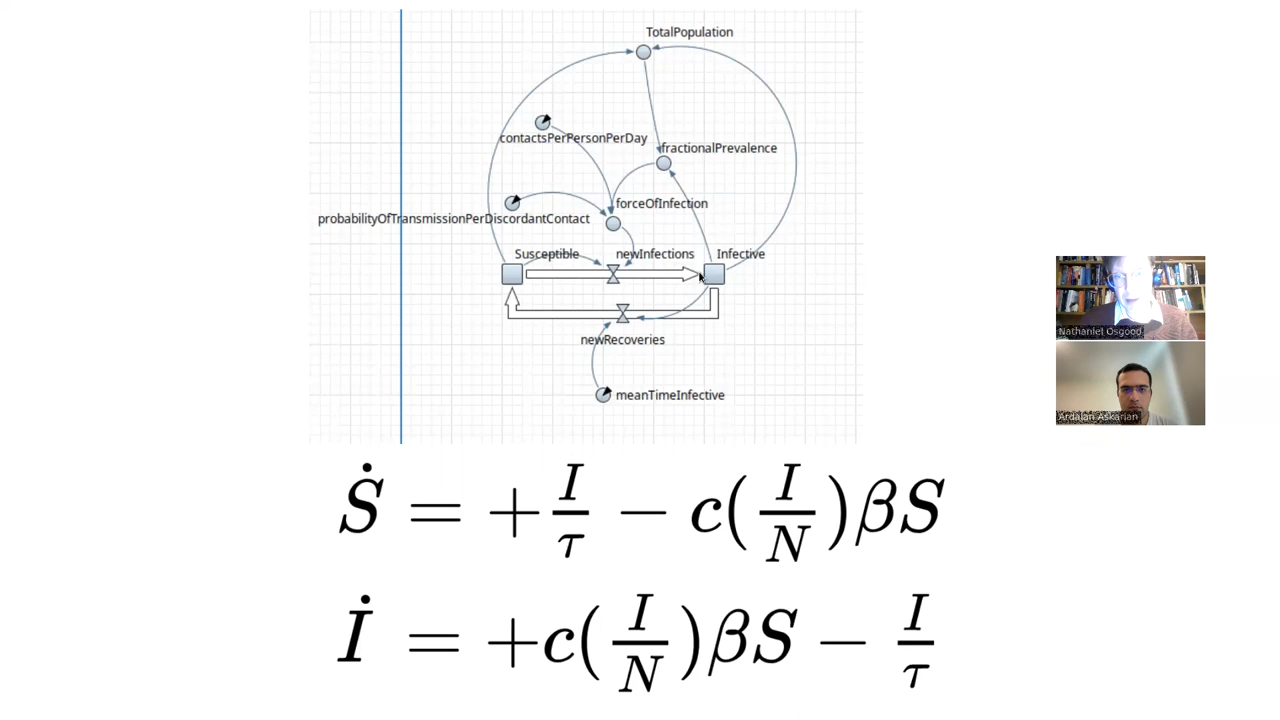 TotalPopulation
contactsPerPersonPerDay
fractionalPrevalence
forceOfInfection
probabilityOfTransmissionPerDiscordantContact
Susceptible
newInfections
Infective
newRecoveries
meanTimeInfective
Nathaniel Osgood
Ardalan Askarian
Ṡ = +I/τ − c(I/N)βS
İ = +c(I/N)βS − I/τ